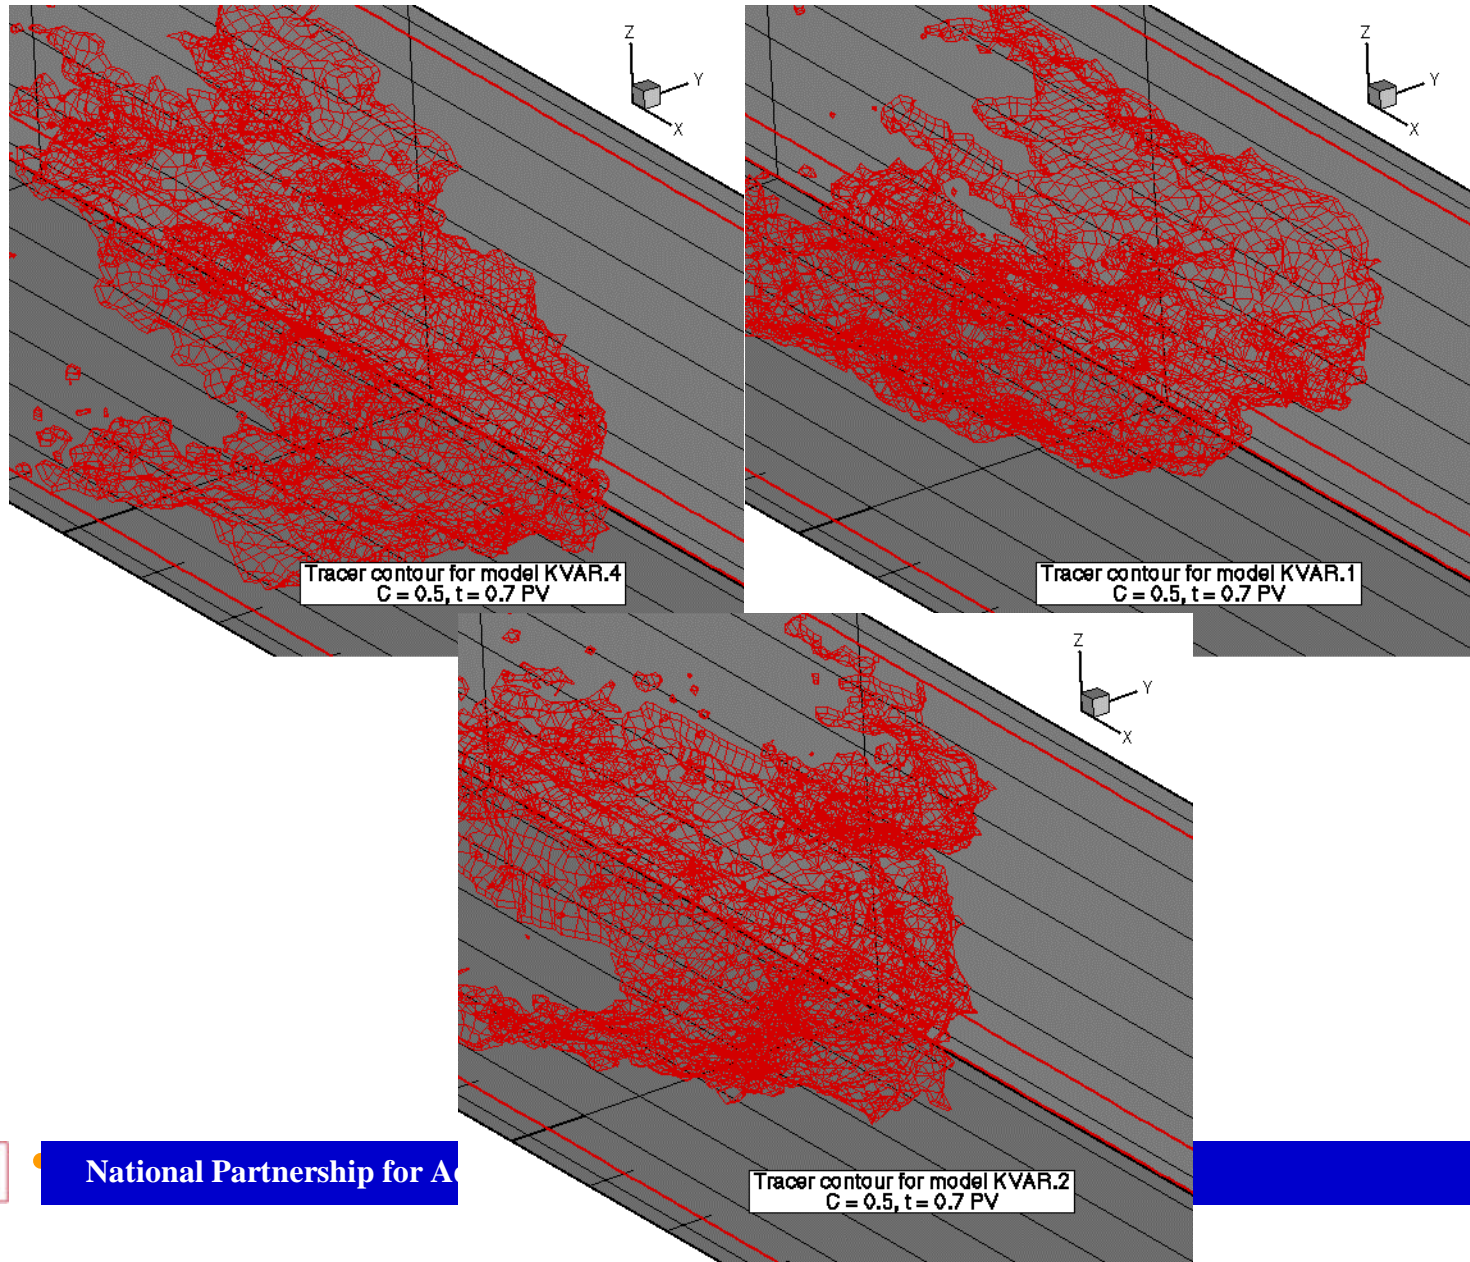 Z
Y
X
Tracer contour for model KVAR.4
C = 0.5, t = 0.7 PV
Z
Y
X
Tracer contour for model KVAR.1
C = 0.5, t = 0.7 PV
Z
Y
X
Tracer contour for model KVAR.2
C = 0.5, t = 0.7 PV
National Partnership for